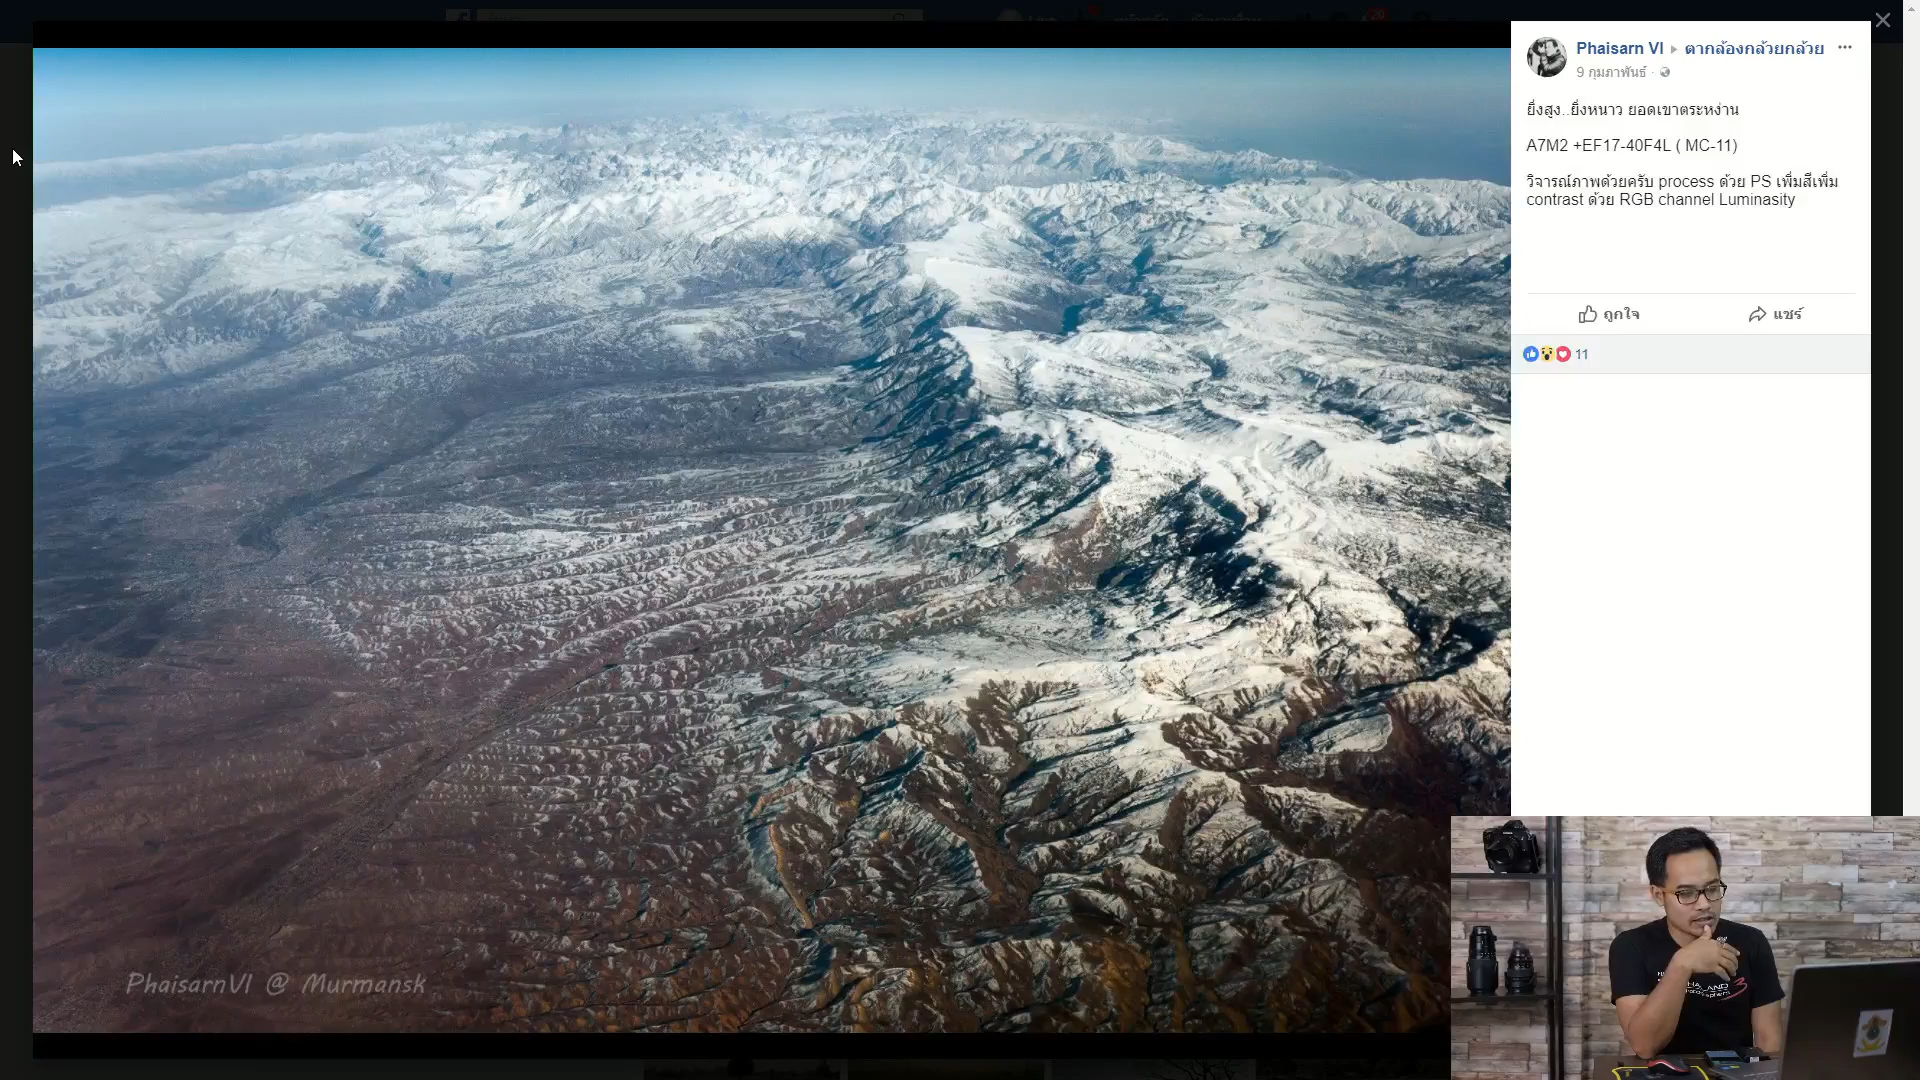 Phaisarn VI ▸ ตากล้องกล้วยกล้วย
9 กุมภาพันธ์ ·
ยิ่งสูง..ยิ่งหนาว ยอดเขาตระหง่าน
A7M2 +EF17-40F4L ( MC-11)
วิจารณ์ภาพด้วยครับ process ด้วย PS เพิ่มสีเพิ่ม
contrast ด้วย RGB channel Luminasity
ถูกใจ
แชร์
11
PhaisarnVI @ Murmansk